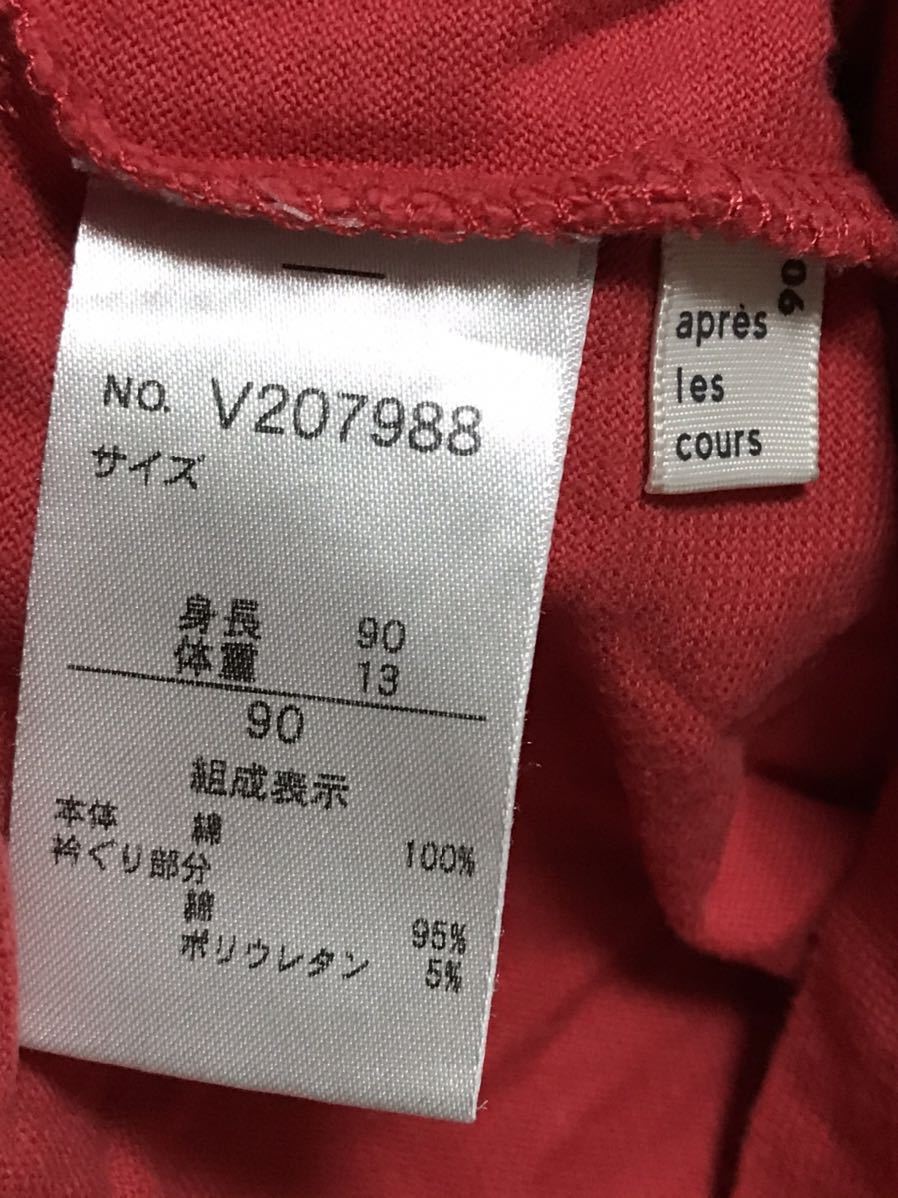 NO. V207988
サイズ
身長 90
体重 13
90
組成表示
本体 綿 100%
衿ぐり部分
綿 95%
ポリウレタン 5%
90
après
les
cours